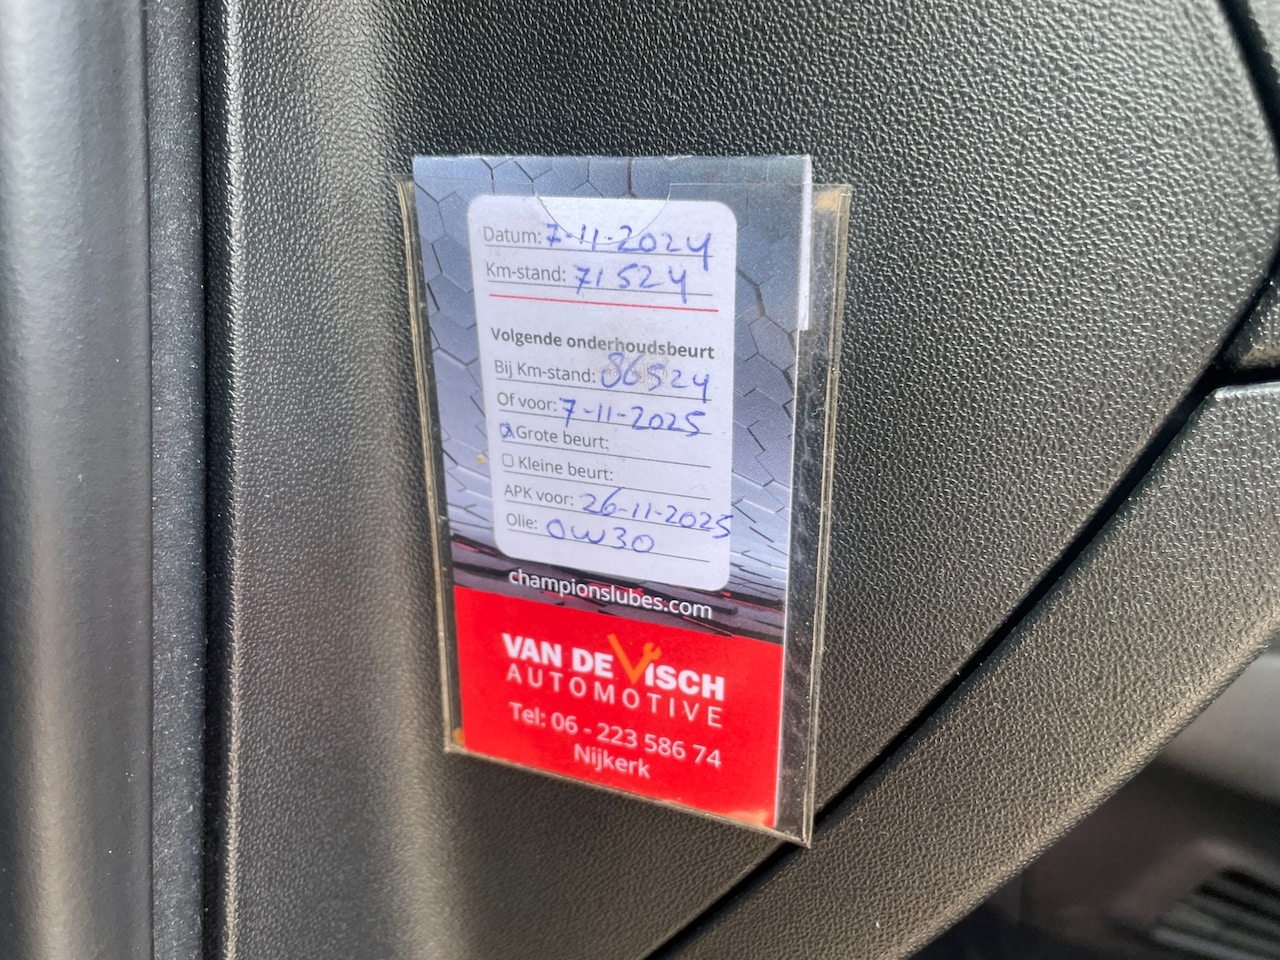 Datum: 7-11-2024
Km-stand: 71524
Volgende onderhoudsbeurt
Bij Km-stand: 86524
Of voor: 7-11-2025
Grote beurt:
Kleine beurt:
APK voor: 26-11-2025
Olie: 0W30
championslubes.com
VAN DE VISCH
AUTOMOTIVE
Tel: 06 - 223 586 74
Nijkerk